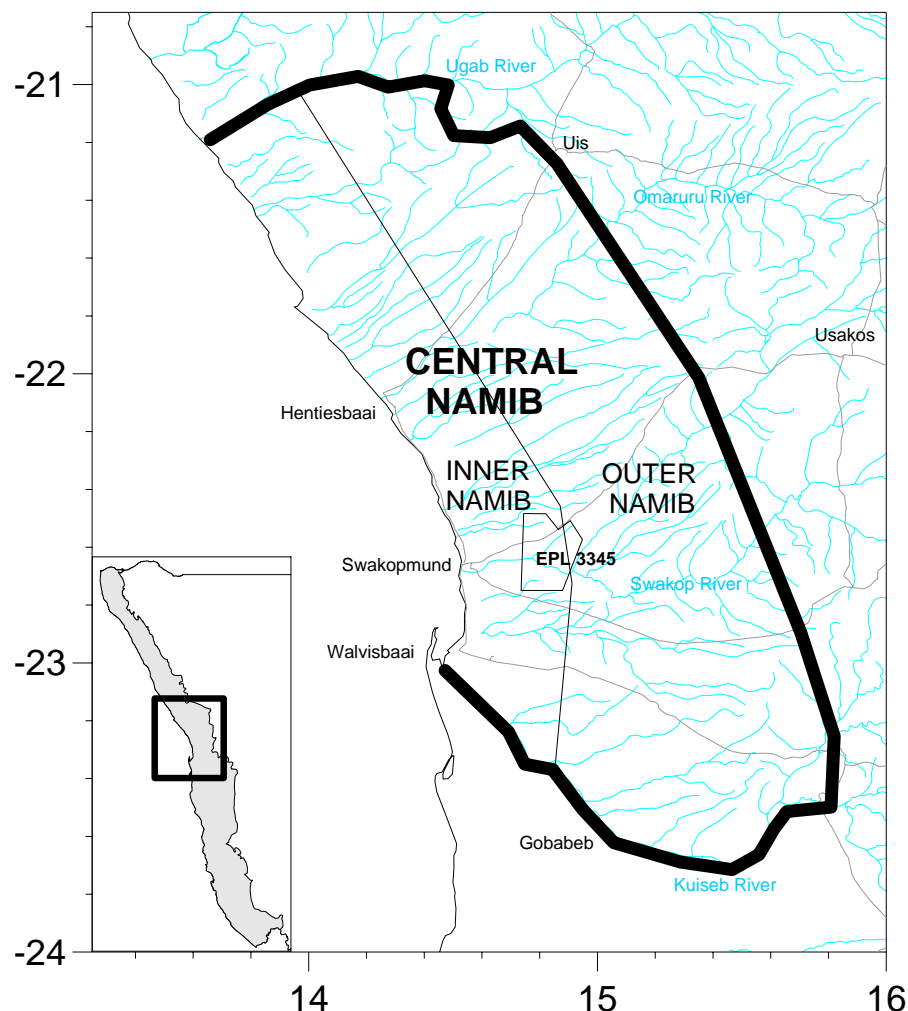 -21
Ugab River
Uis
Omaruru River
Usakos
-22
CENTRAL
NAMIB
Hentiesbaai
INNER
NAMIB
OUTER
NAMIB
EPL 3345
Swakopmund
Swakop River
Walvisbaai
-23
Gobabeb
Kuiseb River
-24
14
15
16